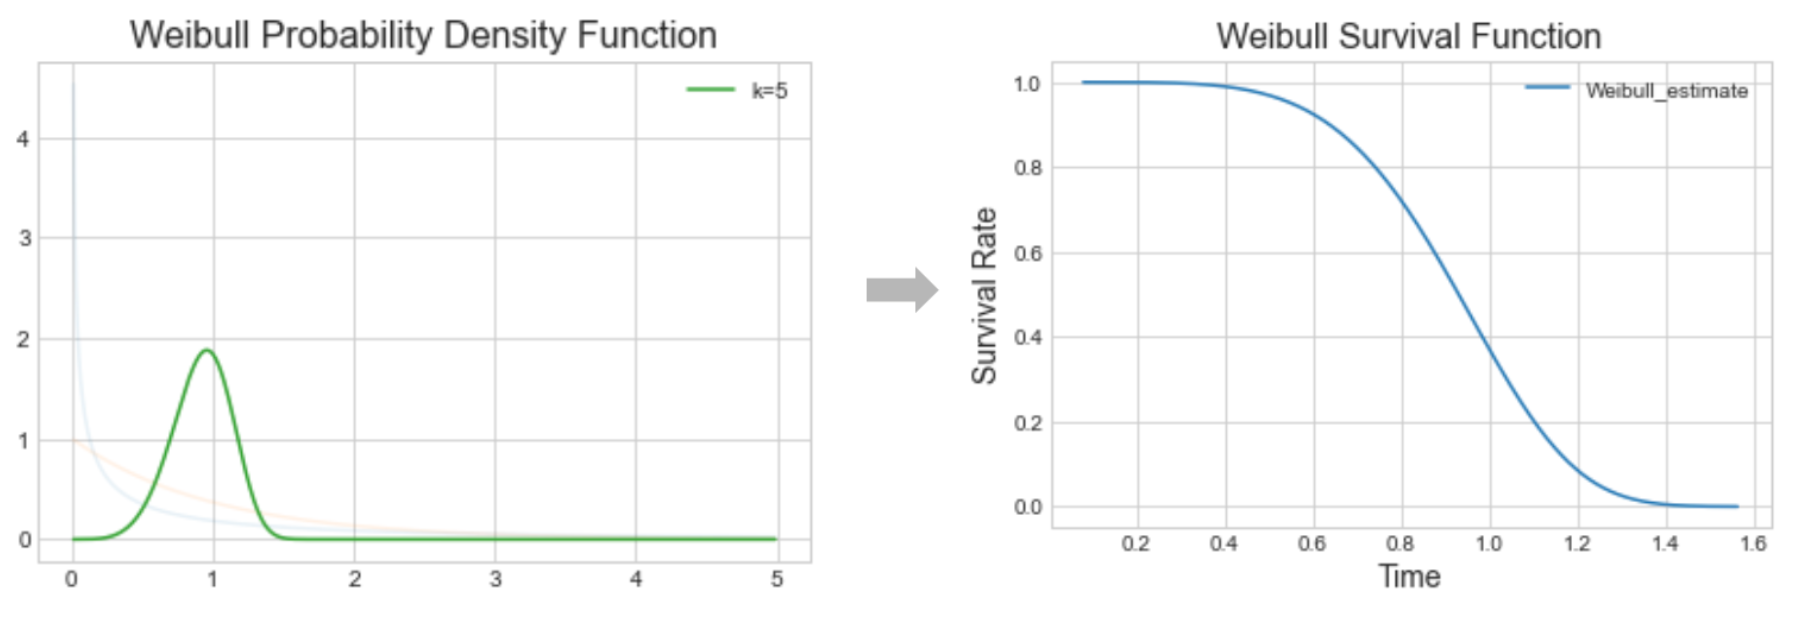 Weibull Probability Density Function
k=5
4
3
2
1
0
0 1 2 3 4 5
Weibull Survival Function
Weibull_estimate
Survival Rate
1.0
0.8
0.6
0.4
0.2
0.0
0.2 0.4 0.6 0.8 1.0 1.2 1.4 1.6
Time